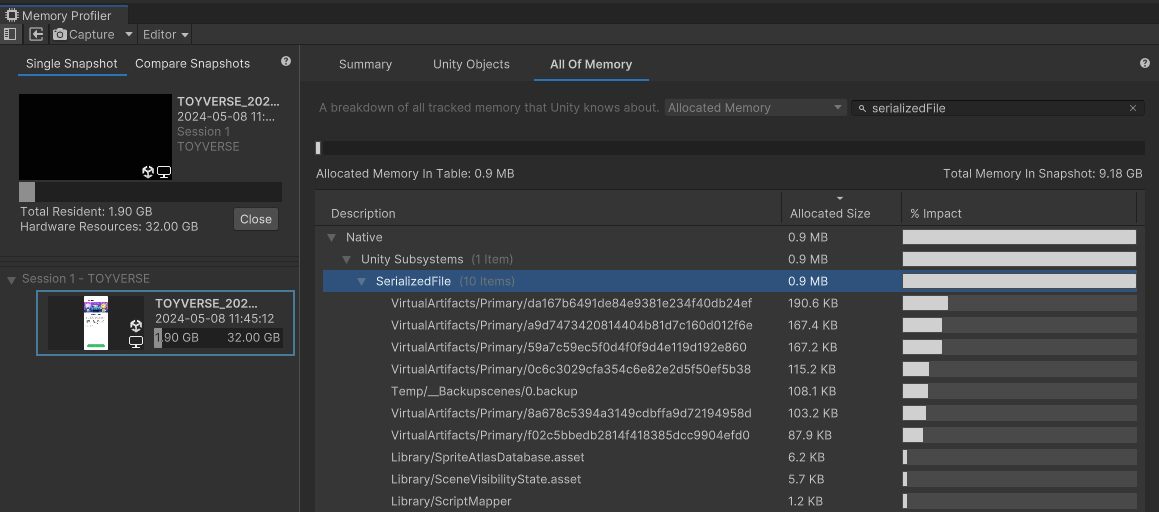 Memory Profiler
Capture
Editor
Single Snapshot
Compare Snapshots
TOYVERSE_202...
2024-05-08 11:...
Session 1
TOYVERSE
Total Resident: 1.90 GB
Hardware Resources: 32.00 GB
Close
Session 1 - TOYVERSE
TOYVERSE_202...
2024-05-08 11:45:12
1.90 GB 32.00 GB
Summary Unity Objects All Of Memory
A breakdown of all tracked memory that Unity knows about. Allocated Memory serializedFile
Allocated Memory In Table: 0.9 MB Total Memory In Snapshot: 9.18 GB
Description Allocated Size % Impact
Native 0.9 MB
Unity Subsystems (1 Item) 0.9 MB
SerializedFile (10 Items) 0.9 MB
VirtualArtifacts/Primary/da167b6491de84e9381e234f40db24ef 190.6 KB
VirtualArtifacts/Primary/a9d7473420814404b81d7c160d012f6e 167.4 KB
VirtualArtifacts/Primary/59a7c59ec5f0d4f0f9d4e119d192e860 167.2 KB
VirtualArtifacts/Primary/0c6c3029cfa354c6e82e2d5f50ef5b38 115.2 KB
Temp/__Backupscenes/0.backup 108.1 KB
VirtualArtifacts/Primary/8a678c5394a3149cdbffa9d72194958d 103.2 KB
VirtualArtifacts/Primary/f02c5bbedb2814f418385dcc9904efd0 87.9 KB
Library/SpriteAtlasDatabase.asset 6.2 KB
Library/SceneVisibilityState.asset 5.7 KB
Library/ScriptMapper 1.2 KB